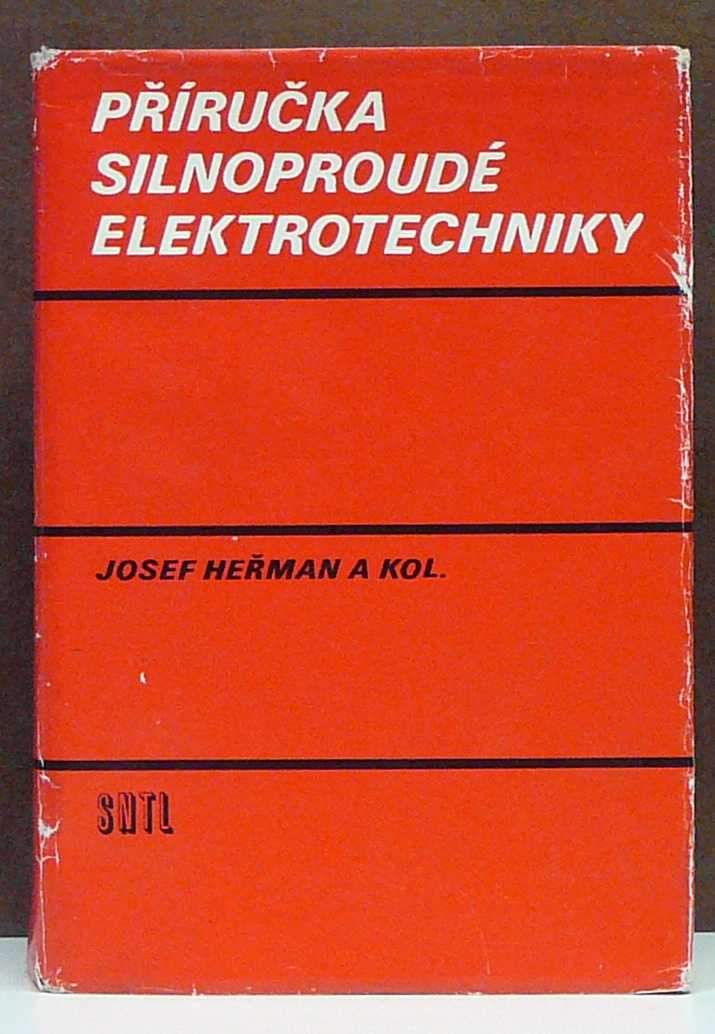 PŘÍRUČKA
SILNOPROUDÉ
ELEKTROTECHNIKY
JOSEF HEŘMAN A KOL.
SNTL